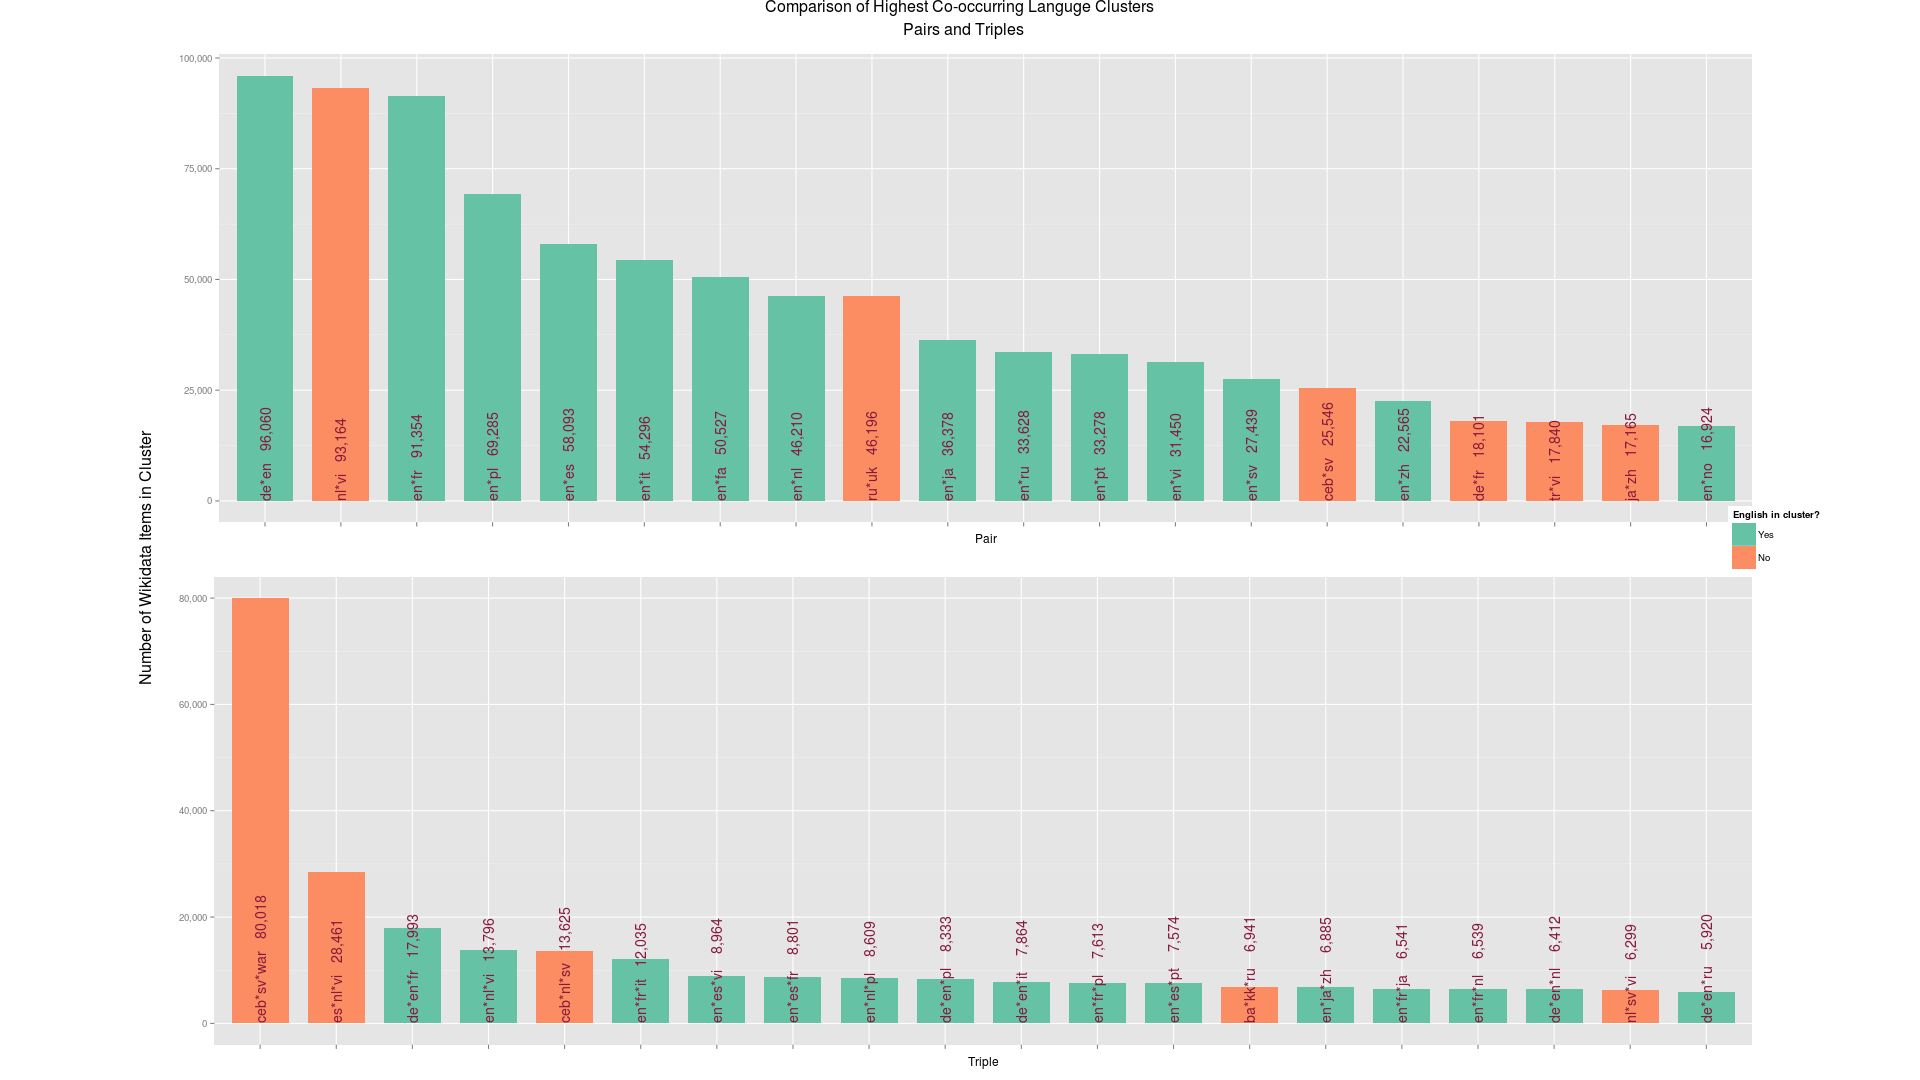 Comparison of Highest Co-occurring Languge Clusters
Pairs and Triples
Number of Wikidata Items in Cluster
100,000
75,000
50,000
25,000
0
de*en 96,060
nl*vi 93,164
en*fr 91,354
en*pl 69,285
en*es 58,093
en*it 54,296
en*fa 50,527
en*nl 46,210
ru*uk 46,196
en*ja 36,378
en*ru 33,628
en*pt 33,278
en*vi 31,450
en*sv 27,439
ceb*sv 25,546
en*zh 22,565
de*fr 18,101
tr*vi 17,840
ja*zh 17,165
en*no 16,924
Pair
English in cluster?
Yes
No
80,000
60,000
40,000
20,000
0
ceb*sv*war 80,018
es*nl*vi 28,461
de*en*fr 17,993
en*nl*vi 13,796
ceb*nl*sv 13,625
en*fr*it 12,035
en*es*vi 8,964
en*es*fr 8,801
en*nl*pl 8,609
de*en*pl 8,333
de*en*it 7,864
en*fr*pl 7,613
en*es*pt 7,574
ba*kk*ru 6,941
en*ja*zh 6,885
en*fr*ja 6,541
en*fr*nl 6,539
de*en*nl 6,412
nl*sv*vi 6,299
de*en*ru 5,920
Triple